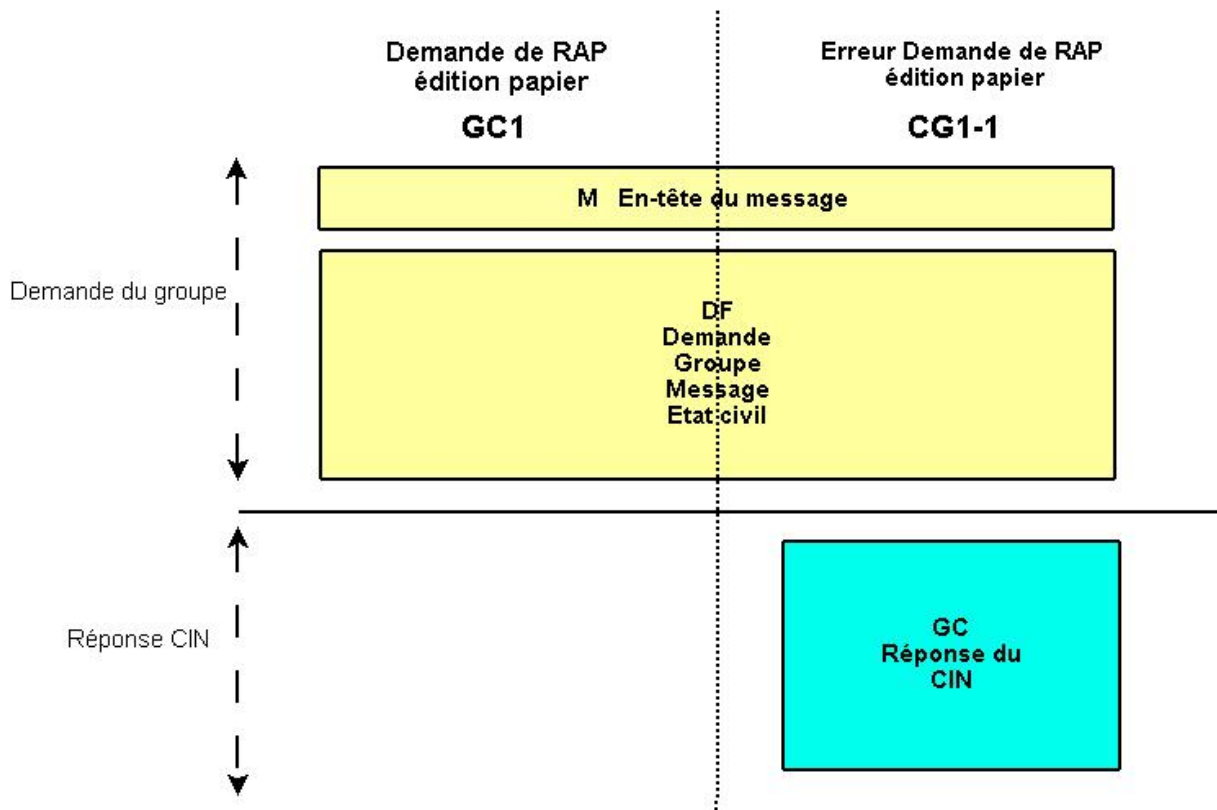 Demande de RAP
édition papier
GC1
Erreur Demande de RAP
édition papier
CG1-1
M En-tête du message
Demande du groupe
DF
Demande
Groupe
Message
Etat civil
Réponse CIN
GC
Réponse du
CIN